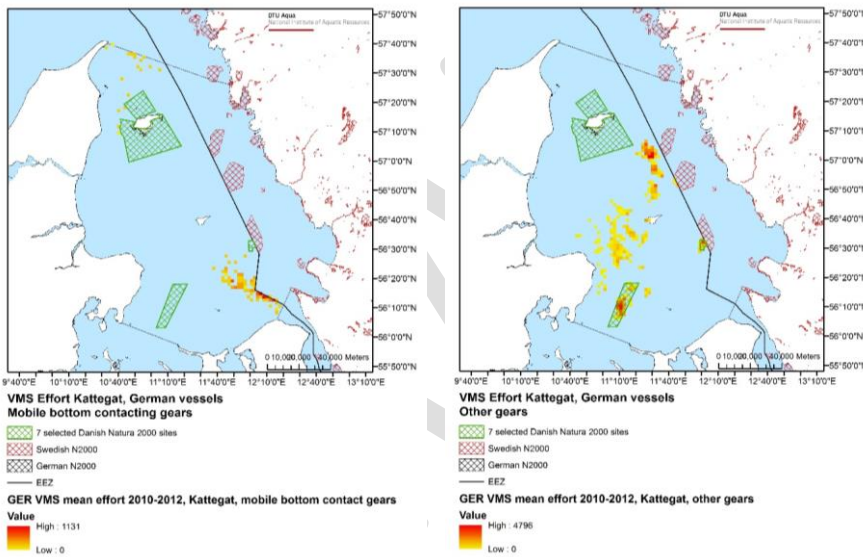 DTU Aqua
National Institute of Aquatic Resources
57°50'0"N
57°40'0"N
57°30'0"N
57°20'0"N
57°10'0"N
57°0'0"N
56°50'0"N
56°40'0"N
56°30'0"N
56°20'0"N
56°10'0"N
56°0'0"N
55°50'0"N
0 10,000 20,000 40,000 Meters
9°40'0"E 10°10'0"E 10°40'0"E 11°10'0"E 11°40'0"E 12°10'0"E 12°40'0"E 13°10'0"E
VMS Effort Kattegat, German vessels
Mobile bottom contacting gears
7 selected Danish Natura 2000 sites
Swedish N2000
German N2000
EEZ
GER VMS mean effort 2010-2012, Kattegat, mobile bottom contact gears
Value
High : 1131
Low : 0
DTU Aqua
National Institute of Aquatic Resources
57°50'0"N
57°40'0"N
57°30'0"N
57°20'0"N
57°10'0"N
57°0'0"N
56°50'0"N
56°40'0"N
56°30'0"N
56°20'0"N
56°10'0"N
56°0'0"N
55°50'0"N
0 10,000 20,000 40,000 Meters
9°40'0"E 10°10'0"E 10°40'0"E 11°10'0"E 11°40'0"E 12°10'0"E 12°40'0"E 13°10'0"E
VMS Effort Kattegat, German vessels
Other gears
7 selected Danish Natura 2000 sites
Swedish N2000
German N2000
EEZ
GER VMS mean effort 2010-2012, Kattegat, other gears
Value
High : 4796
Low : 0